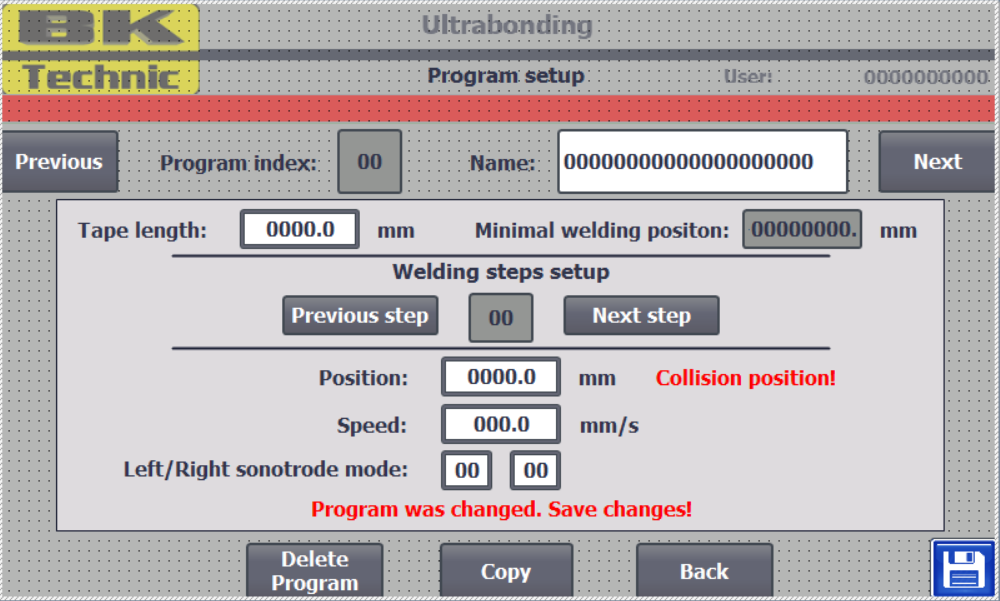 BK
Technic
Ultrabonding
Program setup User: 0000000000
Previous Program index: 00 Name: 00000000000000000000 Next
Tape length: 0000.0 mm Minimal welding positon: 00000000. mm
Welding steps setup
Previous step 00 Next step
Position: 0000.0 mm Collision position!
Speed: 000.0 mm/s
Left/Right sonotrode mode: 00 00
Program was changed. Save changes!
Delete
Program
Copy
Back